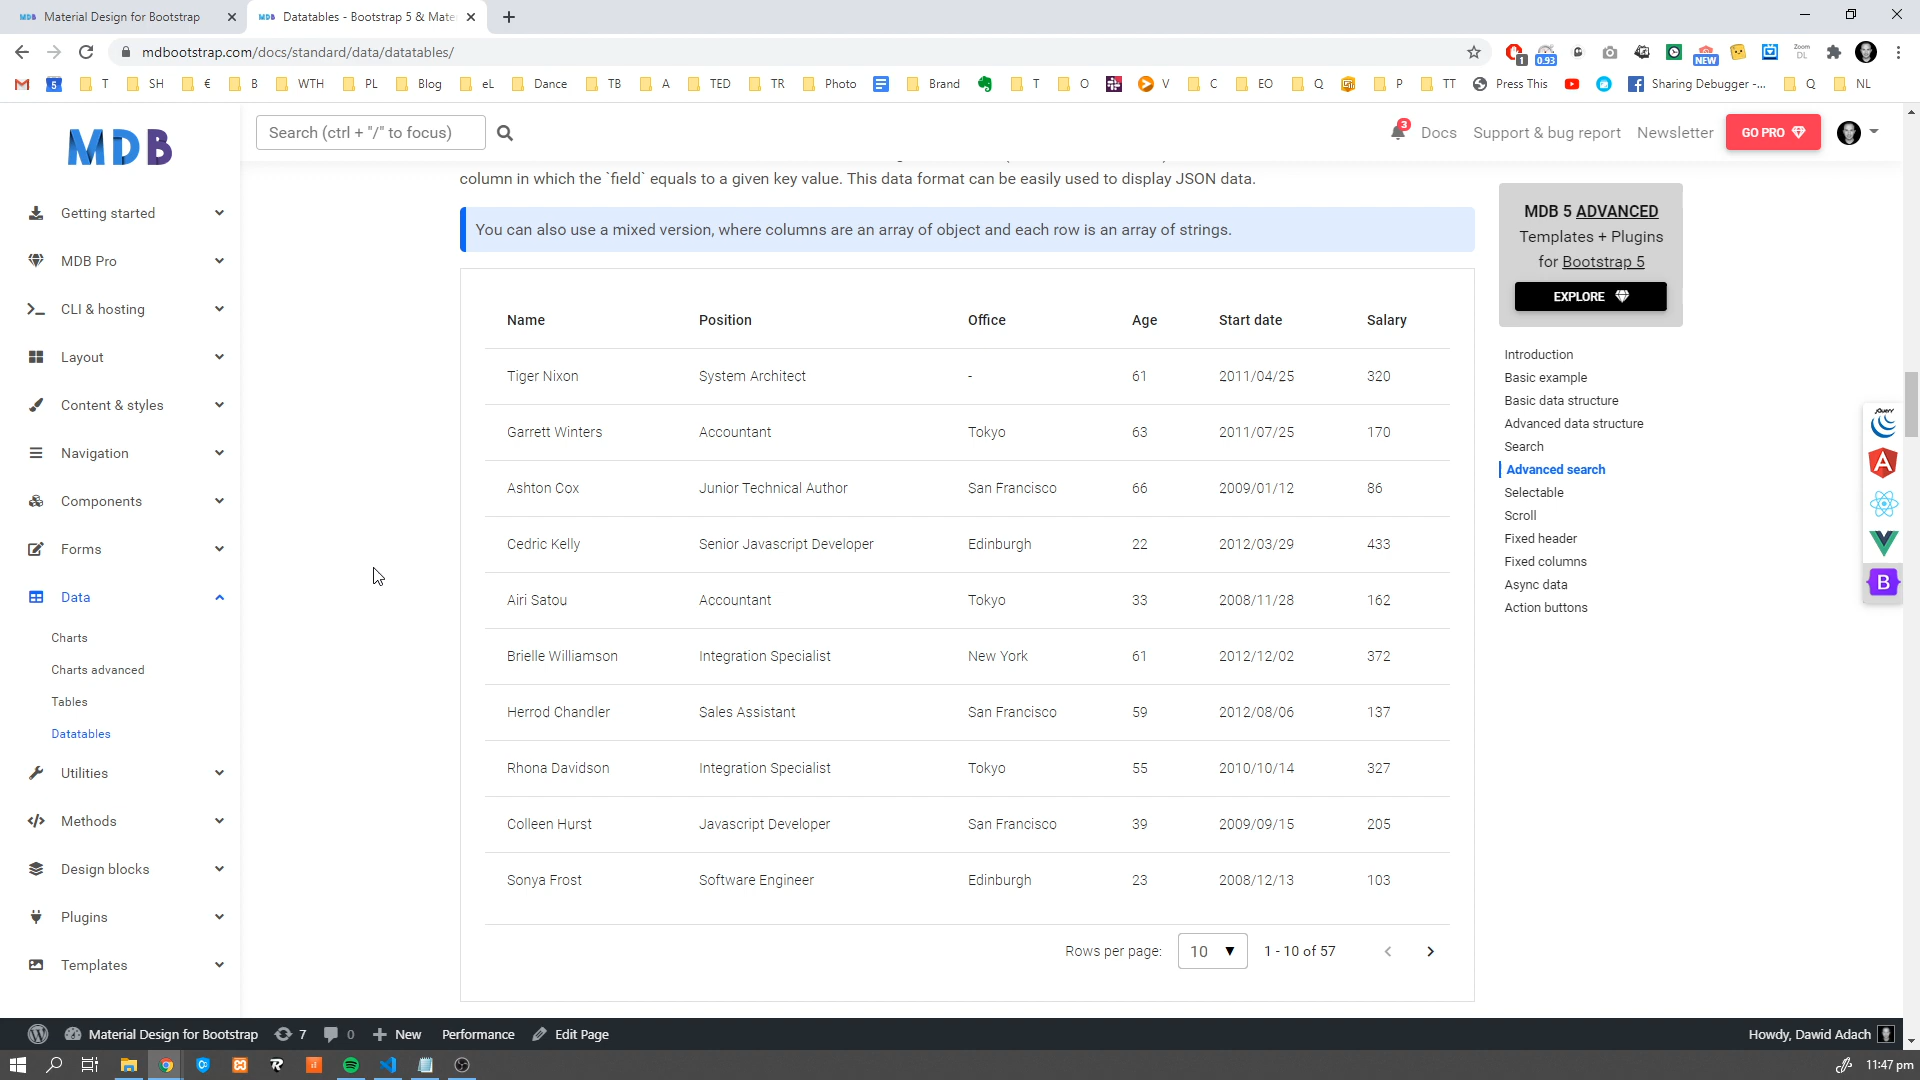 Material Design for Bootstrap
Datatables - Bootstrap 5 & Mate
mdbootstrap.com/docs/standard/data/datatables/
1
0.93
NEW
Zoom
DL
5
T
SH
€
B
WTH
PL
Blog
eL
Dance
TB
A
TED
TR
Photo
Brand
T
O
V
C
EO
Q
P
TT
Press This
Sharing Debugger -...
Q
NL
MDB
Search (ctrl + "/" to focus)
3
Docs
Support & bug report
Newsletter
GO PRO
Getting started
MDB Pro
CLI & hosting
Layout
Content & styles
Navigation
Components
Forms
Data
Charts
Charts advanced
Tables
Datatables
Utilities
Methods
Design blocks
Plugins
Templates
column in which the `field` equals to a given key value. This data format can be easily used to display JSON data.
You can also use a mixed version, where columns are an array of object and each row is an array of strings.
Name Position Office Age Start date Salary
Tiger Nixon System Architect - 61 2011/04/25 320
Garrett Winters Accountant Tokyo 63 2011/07/25 170
Ashton Cox Junior Technical Author San Francisco 66 2009/01/12 86
Cedric Kelly Senior Javascript Developer Edinburgh 22 2012/03/29 433
Airi Satou Accountant Tokyo 33 2008/11/28 162
Brielle Williamson Integration Specialist New York 61 2012/12/02 372
Herrod Chandler Sales Assistant San Francisco 59 2012/08/06 137
Rhona Davidson Integration Specialist Tokyo 55 2010/10/14 327
Colleen Hurst Javascript Developer San Francisco 39 2009/09/15 205
Sonya Frost Software Engineer Edinburgh 23 2008/12/13 103
Rows per page: 10 1 - 10 of 57
MDB 5 ADVANCED
Templates + Plugins
for Bootstrap 5
EXPLORE
Introduction
Basic example
Basic data structure
Advanced data structure
Search
Advanced search
Selectable
Scroll
Fixed header
Fixed columns
Async data
Action buttons
jQuery
A
B
Material Design for Bootstrap
7
0
New
Performance
Edit Page
Howdy, Dawid Adach
11:47 pm